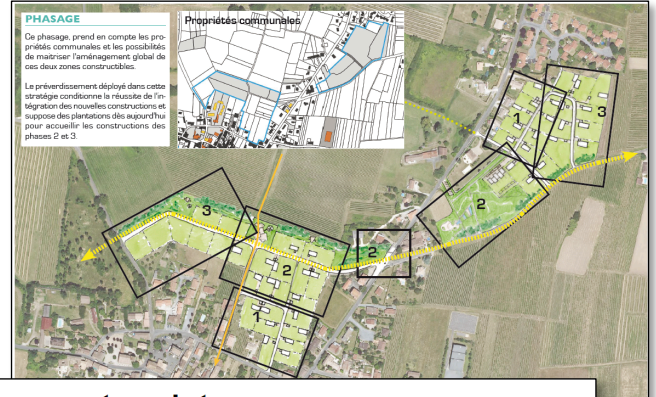 PHASAGE
Ce phasage, prend en compte les pro-
priétés communales et les possibilités
de maitriser l'aménagement global de
ces deux zones constructibles.
Le préverdissement déployé dans cette
stratégie conditionne la réussite de l'in-
tégration des nouvelles constructions et
suppose des plantations dès aujourd'hui
pour accueillir les constructions des
phases 2 et 3.
Propriétés communales
1
3
2
3
2
2
1